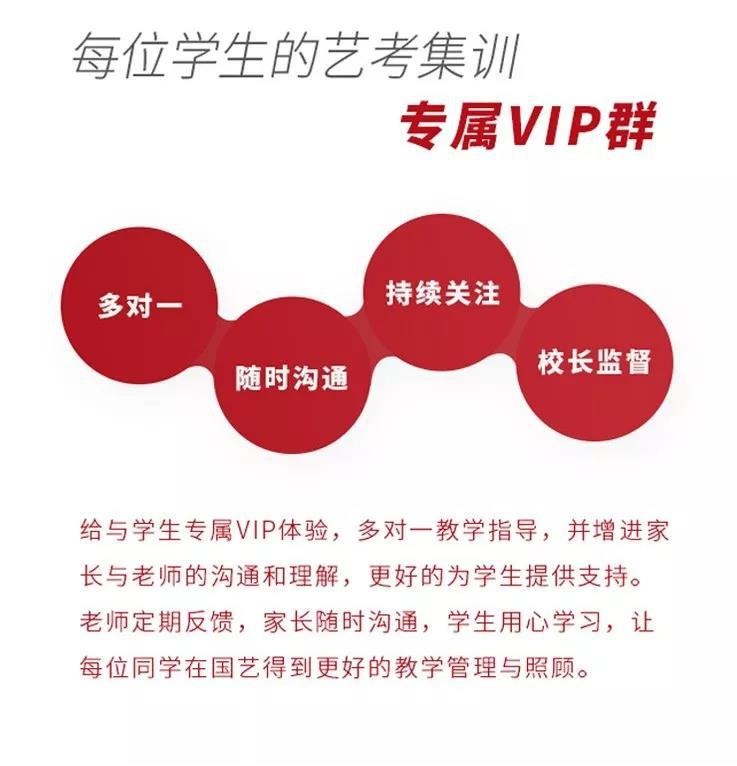 每位学生的艺考集训
专属VIP群
多对一
随时沟通
持续关注
校长监督
给与学生专属VIP体验，多对一教学指导，并增进家
长与老师的沟通和理解，更好的为学生提供支持。
老师定期反馈，家长随时沟通，学生用心学习，让
每位同学在国艺得到更好的教学管理与照顾。